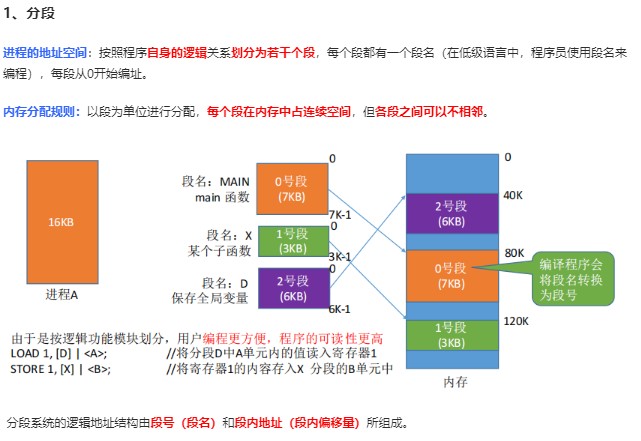 1、分段
进程的地址空间：按照程序自身的逻辑关系划分为若干个段，每个段都有一个段名（在低级语言中，程序员使用段名来
编程），每段从0开始编址。
内存分配规则：以段为单位进行分配，每个段在内存中占连续空间，但各段之间可以不相邻。
16KB
进程A
段名：MAIN
main 函数
0
0号段
(7KB)
7K-1
段名：X
某个子函数
0
1号段
(3KB)
3K-1
段名：D
保存全局变量
0
2号段
(6KB)
6K-1
0
40K
2号段
(6KB)
80K
0号段
(7KB)
120K
1号段
(3KB)
内存
编译程序会
将段名转换
为段号
由于是按逻辑功能模块划分，用户编程更方便，程序的可读性更高
LOAD 1, [D] | <A>; //将分段D中A单元内的值读入寄存器1
STORE 1, [X] | <B>; //将寄存器1的内容存入X 分段的B单元中
分段系统的逻辑地址结构由段号（段名）和段内地址（段内偏移量）所组成。